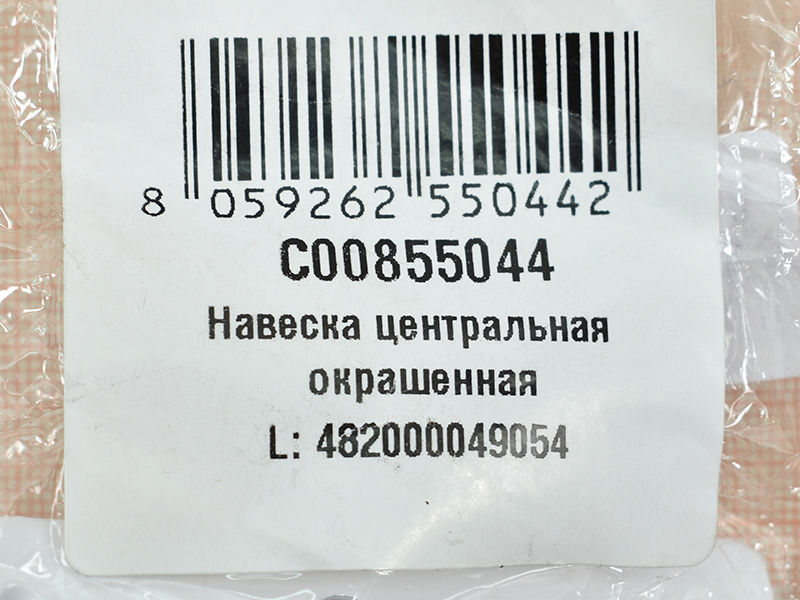 8 059262 550442
C00855044
Навеска центральная
окрашенная
L: 482000049054